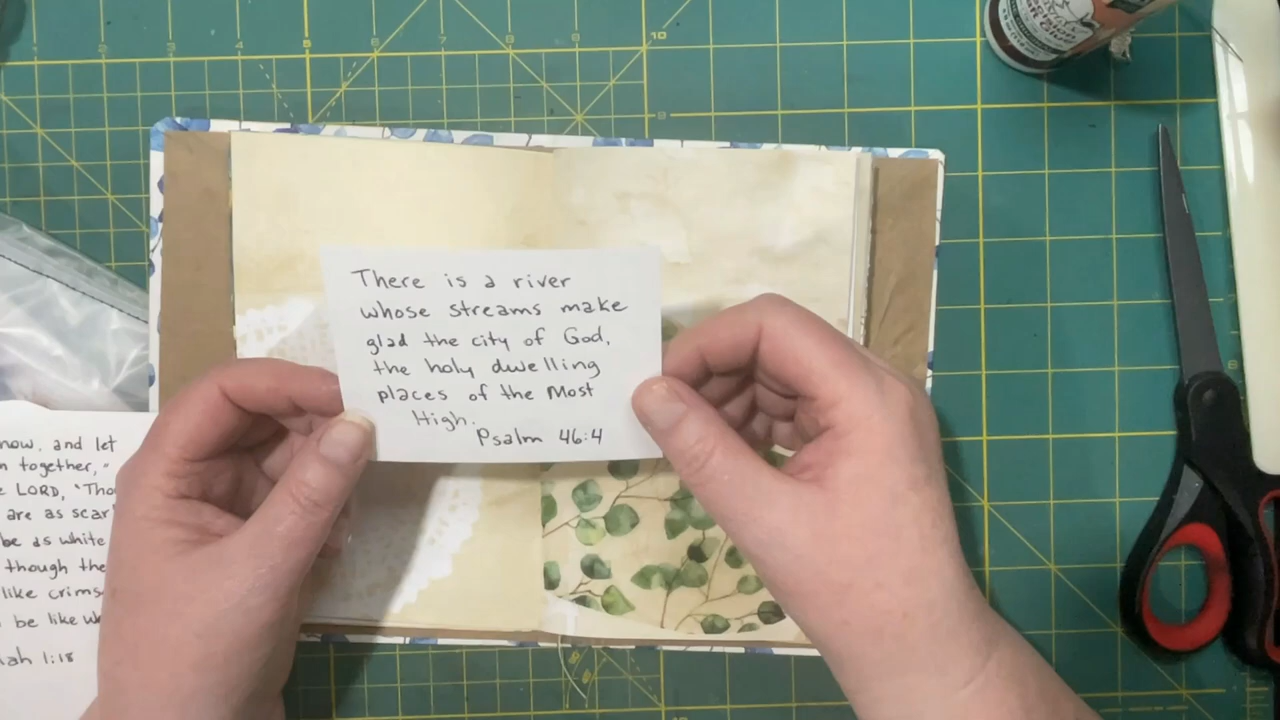 There is a river
whose streams make
glad the city of God,
the holy dwelling
places of the Most
High.
Psalm 46:4
now, and let
together,"
LORD, "Tho
are as scar
be as white
though the
like crims
be like wh
ah 1:18